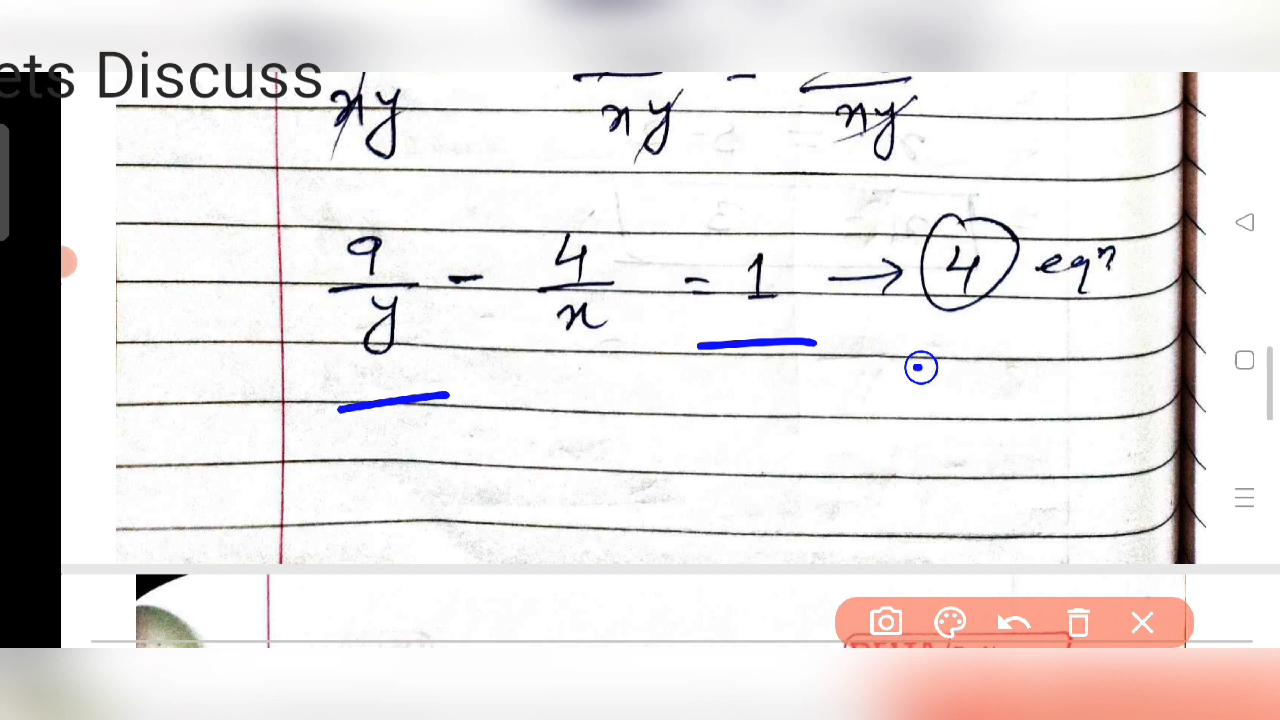 ets Discuss
xy xy - xy
9/y - 4/x = 1 → 4 eqn